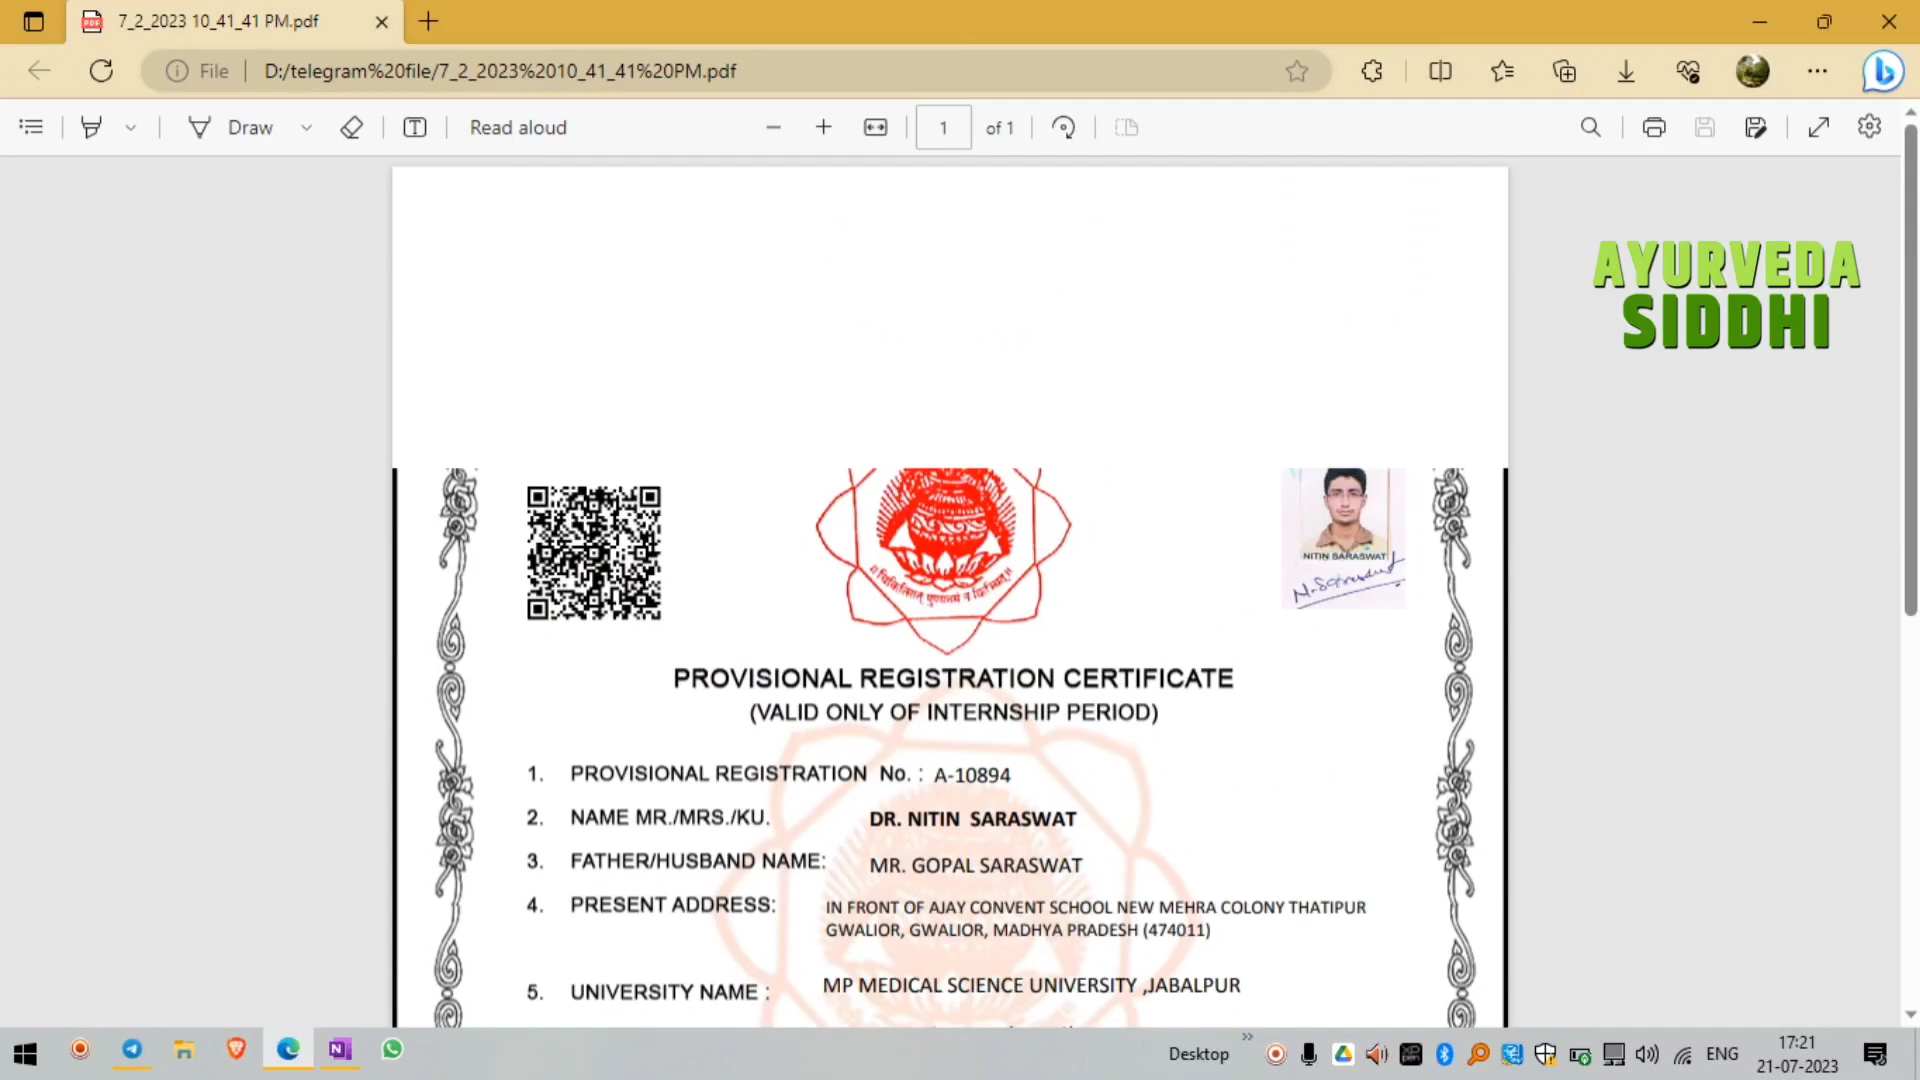 7_2_2023 10_41_41 PM.pdf
File
D:/telegram%20file/7_2_2023%2010_41_41%20PM.pdf
Draw
Read aloud
1
of 1
AYURVEDA
SIDDHI
NITIN SARASWAT
N. Saraswat
PROVISIONAL REGISTRATION CERTIFICATE
(VALID ONLY OF INTERNSHIP PERIOD)
1. PROVISIONAL REGISTRATION No. : A-10894
2. NAME MR./MRS./KU. DR. NITIN SARASWAT
3. FATHER/HUSBAND NAME: MR. GOPAL SARASWAT
4. PRESENT ADDRESS: IN FRONT OF AJAY CONVENT SCHOOL NEW MEHRA COLONY THATIPUR
GWALIOR, GWALIOR, MADHYA PRADESH (474011)
5. UNIVERSITY NAME : MP MEDICAL SCIENCE UNIVERSITY ,JABALPUR
Desktop
ENG
17:21
21-07-2023